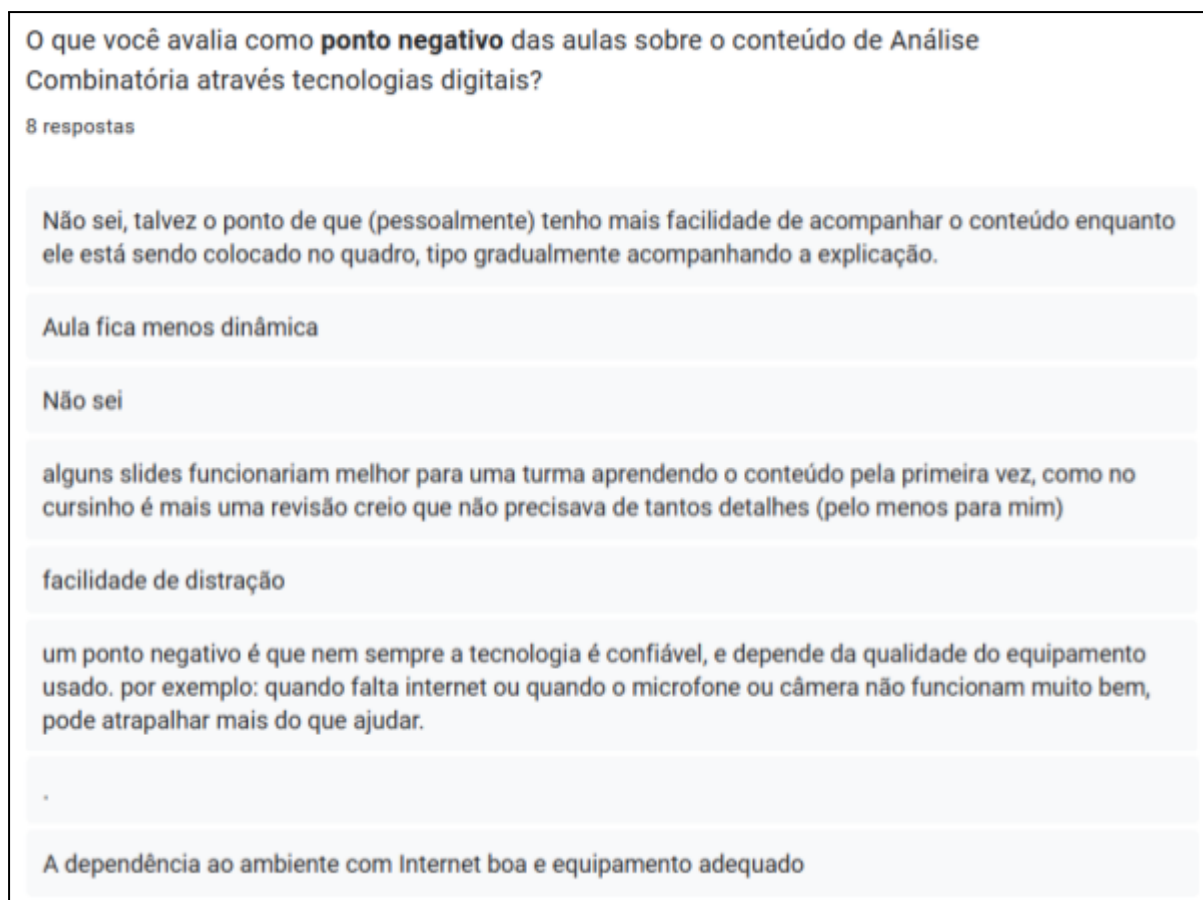 O que você avalia como ponto negativo das aulas sobre o conteúdo de Análise
Combinatória através tecnologias digitais?
8 respostas
Não sei, talvez o ponto de que (pessoalmente) tenho mais facilidade de acompanhar o conteúdo enquanto
ele está sendo colocado no quadro, tipo gradualmente acompanhando a explicação.
Aula fica menos dinâmica
Não sei
alguns slides funcionariam melhor para uma turma aprendendo o conteúdo pela primeira vez, como no
cursinho é mais uma revisão creio que não precisava de tantos detalhes (pelo menos para mim)
facilidade de distração
um ponto negativo é que nem sempre a tecnologia é confiável, e depende da qualidade do equipamento
usado. por exemplo: quando falta internet ou quando o microfone ou câmera não funcionam muito bem,
pode atrapalhar mais do que ajudar.
.
A dependência ao ambiente com Internet boa e equipamento adequado